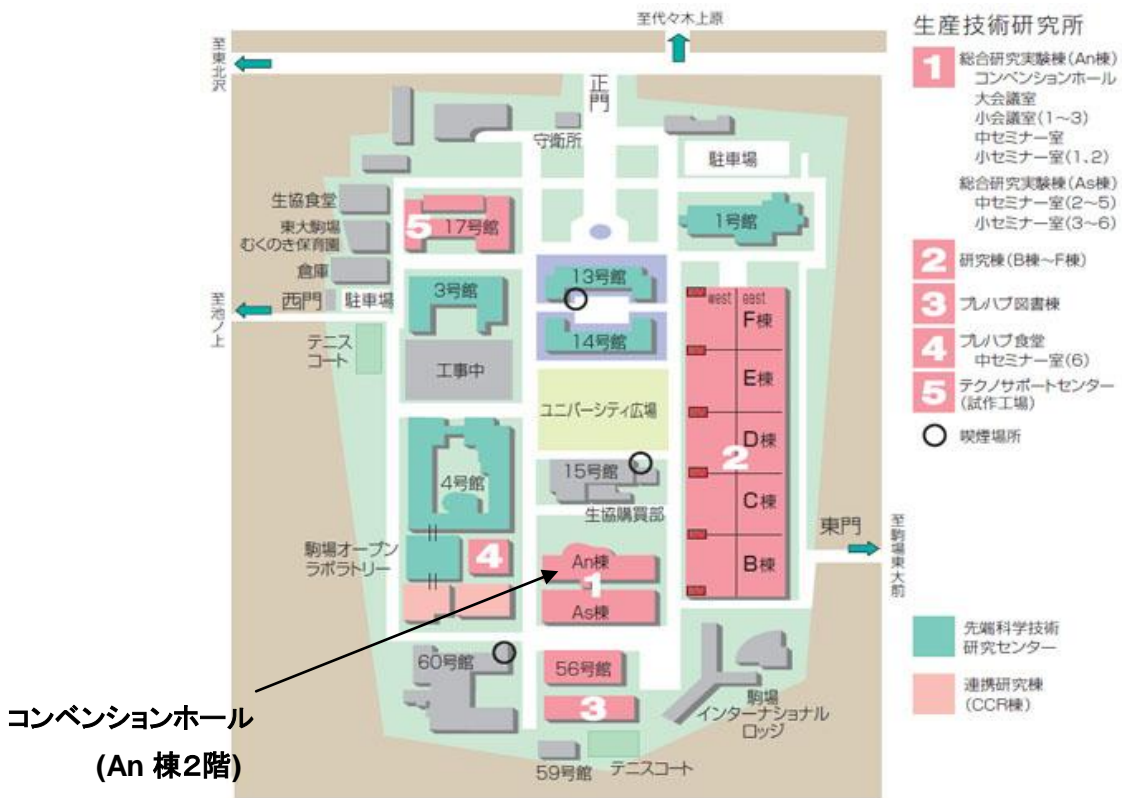 至代々木上原
至東北沢
正門
守衛所
駐車場
生協食堂
東大駒場
むくのき保育園
倉庫
西門
駐車場
至池ノ上
テニス
コート
5
17号館
1号館
3号館
13号館
14号館
工事中
ユニバーシティ広場
west
east
F棟
E棟
D棟
2
C棟
B棟
4号館
15号館
生協購買部
東門
至駒場東大前
駒場オープン
ラボラトリー
4
An棟
1
As棟
60号館
56号館
3
駒場
インターナショナル
ロッジ
59号館
テニスコート
コンベンションホール
(An 棟2階)
生産技術研究所
1
総合研究実験棟(An棟)
コンベンションホール
大会議室
小会議室(1~3)
中セミナー室
小セミナー室(1、2)
総合研究実験棟(As棟)
中セミナー室(2~5)
小セミナー室(3~6)
2
研究棟(B棟~F棟)
3
プレハブ図書棟
4
プレハブ食堂
中セミナー室(6)
5
テクノサポートセンター
(試作工場)
喫煙場所
先端科学技術
研究センター
連携研究棟
(CCR棟)